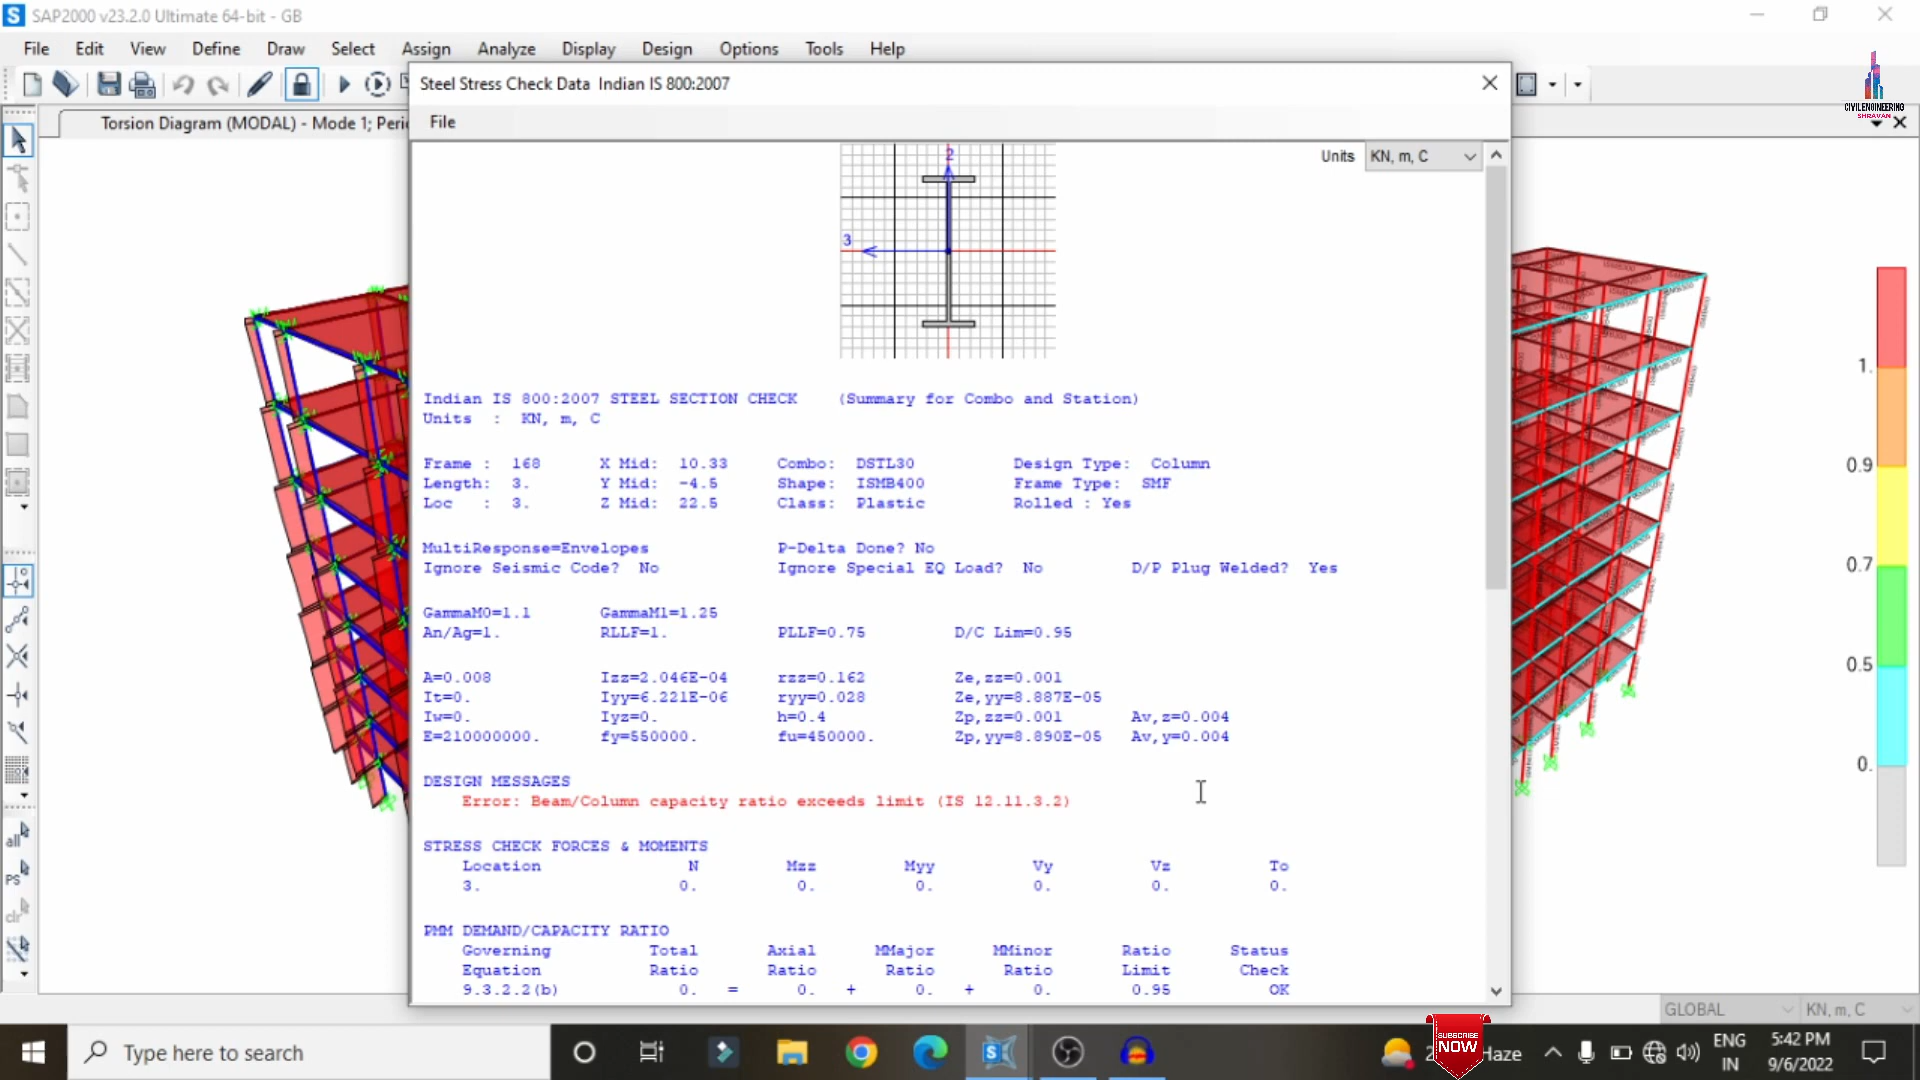 SAP2000 v23.2.0 Ultimate 64-bit - GB
File Edit View Define Draw Select Assign Analyze Display Design Options Tools Help
CIVIL ENGINEERING
SHRAVAN
Torsion Diagram (MODAL) - Mode 1; Peri
Steel Stress Check Data Indian IS 800:2007
File
Units KN, m, C
2
3
Indian IS 800:2007 STEEL SECTION CHECK (Summary for Combo and Station)
Units : KN, m, C
Frame : 168 X Mid: 10.33 Combo: DSTL30 Design Type: Column
Length: 3. Y Mid: -4.5 Shape: ISMB400 Frame Type: SMF
Loc : 3. Z Mid: 22.5 Class: Plastic Rolled : Yes
MultiResponse=Envelopes P-Delta Done? No
Ignore Seismic Code? No Ignore Special EQ Load? No D/P Plug Welded? Yes
GammaM0=1.1 GammaM1=1.25
An/Ag=1. RLLF=1. PLLF=0.75 D/C Lim=0.95
A=0.008 Izz=2.046E-04 rzz=0.162 Ze,zz=0.001
It=0. Iyy=6.221E-06 ryy=0.028 Ze,yy=8.887E-05
Iw=0. Iyz=0. h=0.4 Zp,zz=0.001 Av,z=0.004
E=210000000. fy=550000. fu=450000. Zp,yy=8.890E-05 Av,y=0.004
DESIGN MESSAGES
Error: Beam/Column capacity ratio exceeds limit (IS 12.11.3.2)
STRESS CHECK FORCES & MOMENTS
Location N Mzz Myy Vy Vz To
3. 0. 0. 0. 0. 0. 0.
PMM DEMAND/CAPACITY RATIO
Governing Total Axial MMajor MMinor Ratio Status
Equation Ratio Ratio Ratio Ratio Limit Check
9.3.2.2(b) 0. = 0. + 0. + 0. 0.95 OK
1.
0.9
0.7
0.5
0.
all
PS
clr
GLOBAL KN, m, C
Type here to search
SUBSCRIBE
NOW
Haze
ENG
IN
5:42 PM
9/6/2022